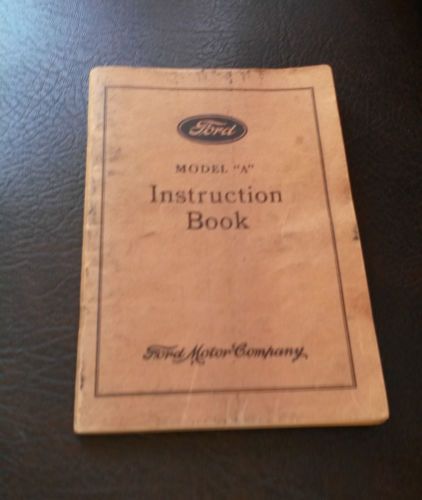 Ford
MODEL "A"
Instruction
Book
Ford Motor Company